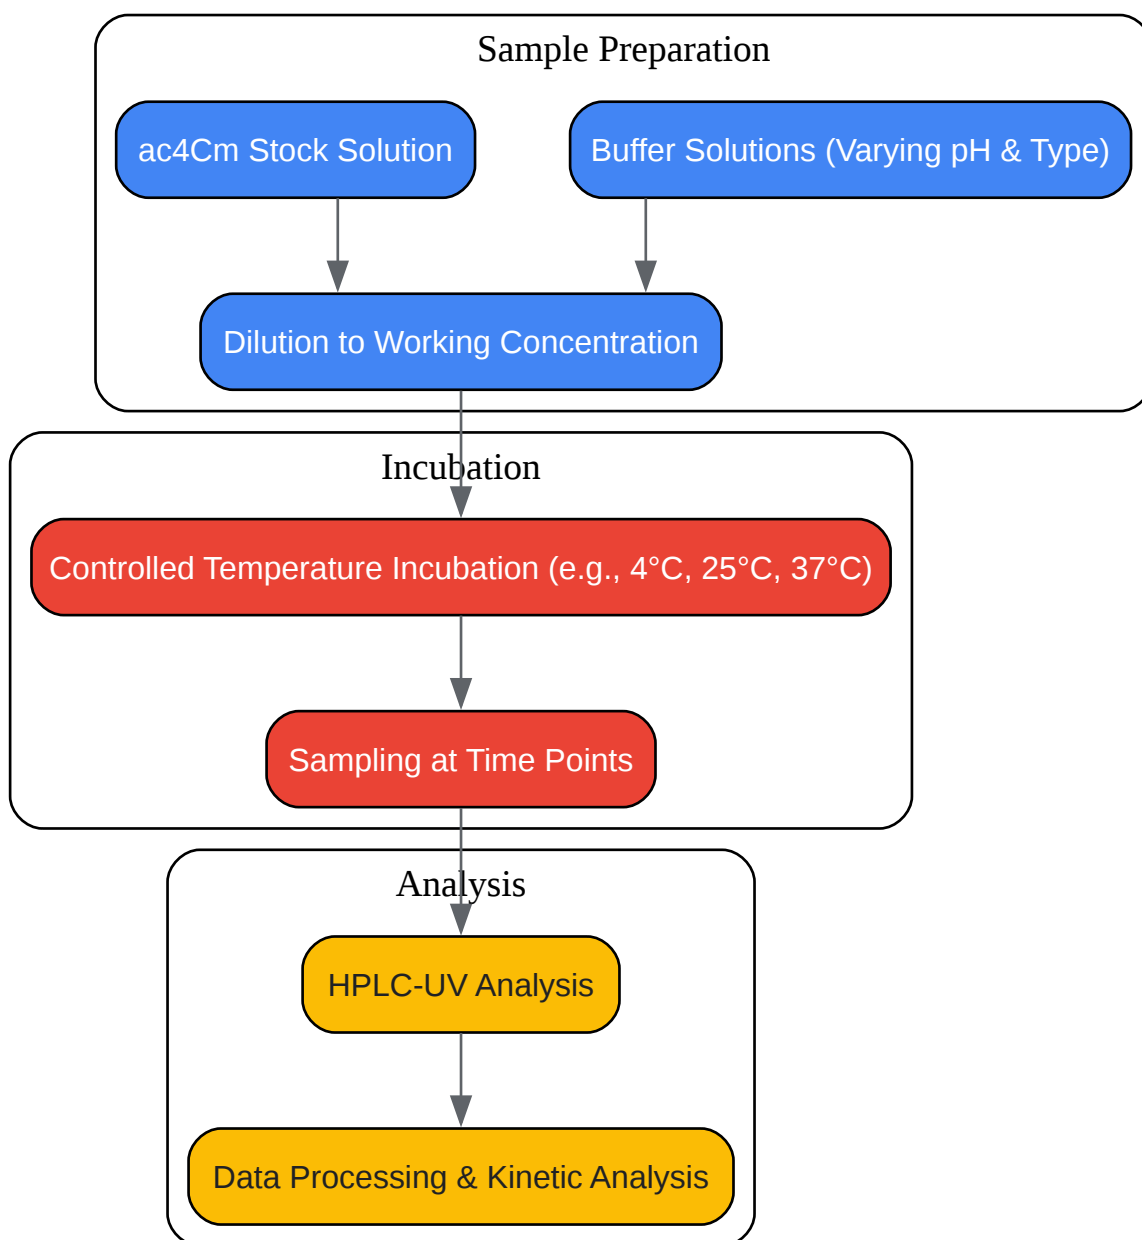 Sample Preparation
ac4Cm Stock Solution
Buffer Solutions (Varying pH & Type)
Dilution to Working Concentration
Incubation
Controlled Temperature Incubation (e.g., 4°C, 25°C, 37°C)
Sampling at Time Points
Analysis
HPLC-UV Analysis
Data Processing & Kinetic Analysis